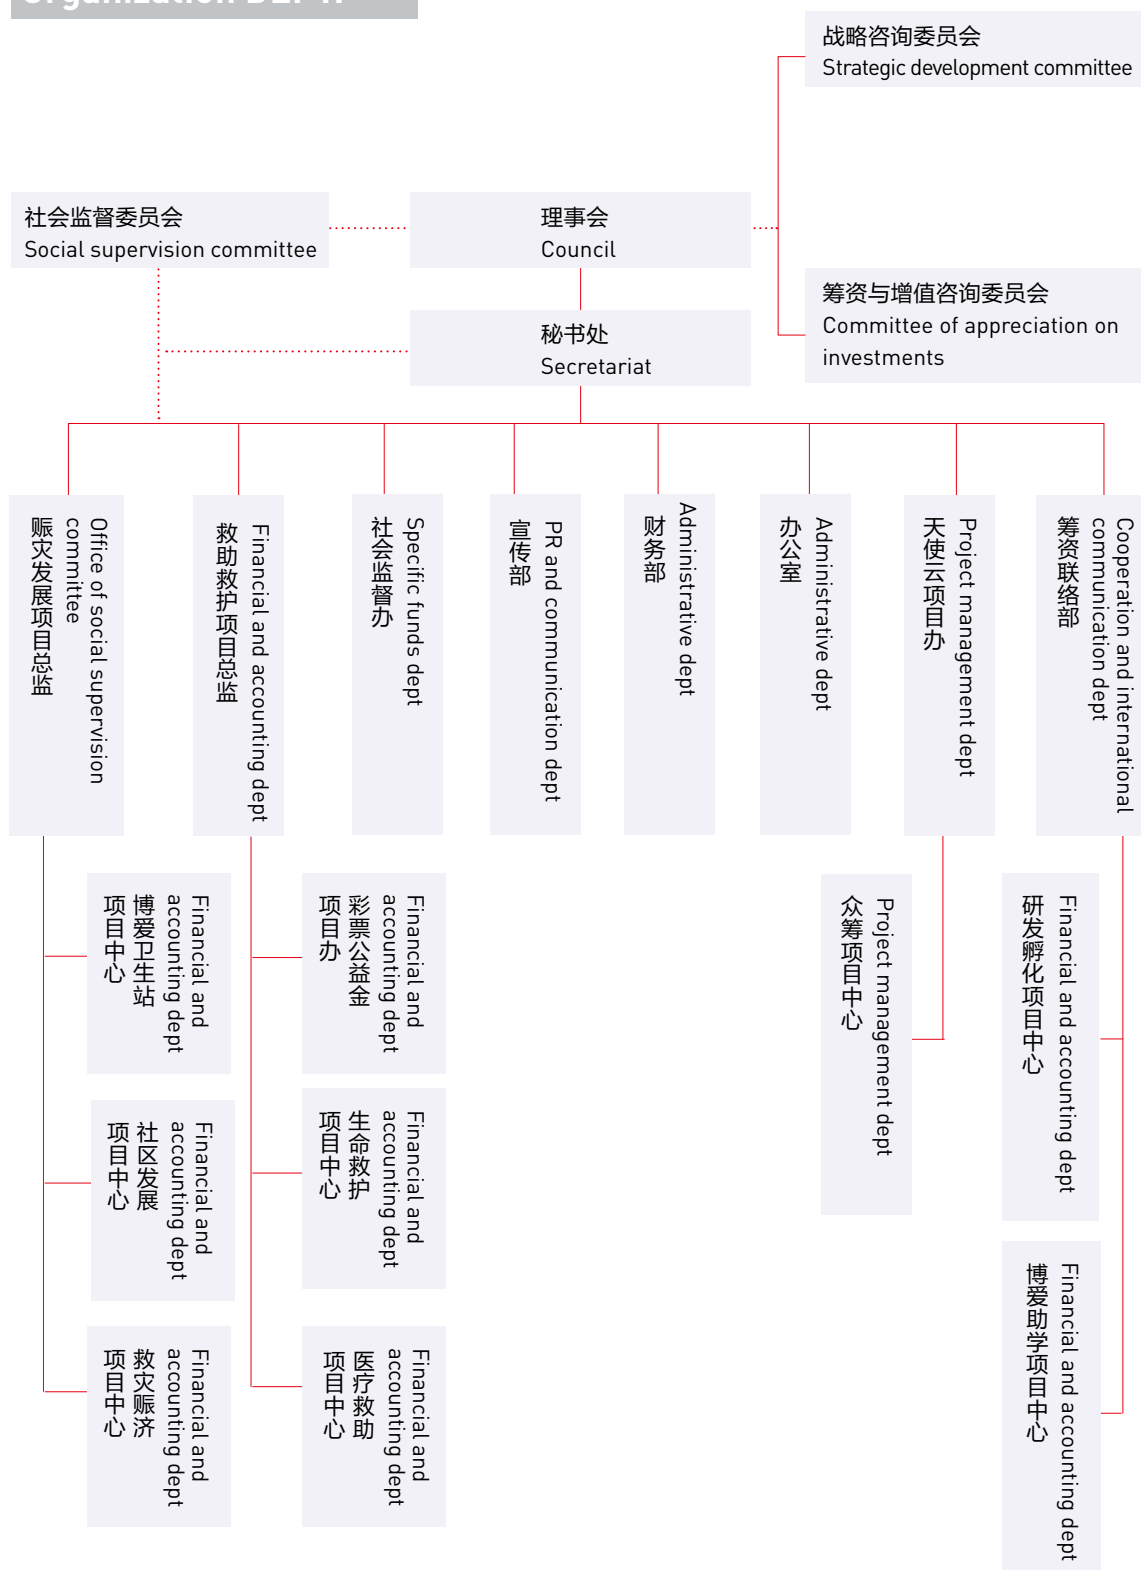 Organization DEPT.
战略咨询委员会
Strategic development committee
社会监督委员会
Social supervision committee
理事会
Council
筹资与增值咨询委员会
Committee of appreciation on
investments
秘书处
Secretariat
Office of social supervision
committee
赈灾发展项目总监
Financial and accounting dept
救助救护项目总监
Specific funds dept
社会监督办
PR and communication dept
宣传部
Administrative dept
财务部
Administrative dept
办公室
Project management dept
天使云项目办
Cooperation and international
communication dept
筹资联络部
Financial and
accounting dept
博爱卫生站
项目中心
Financial and
accounting dept
彩票公益金
项目办
Project management dept
众筹项目中心
Financial and accounting dept
研发孵化项目中心
Financial and
accounting dept
社区发展
项目中心
Financial and
accounting dept
生命救护
项目中心
Financial and accounting dept
博爱助学项目中心
Financial and
accounting dept
救灾赈济
项目中心
Financial and
accounting dept
医疗救助
项目中心